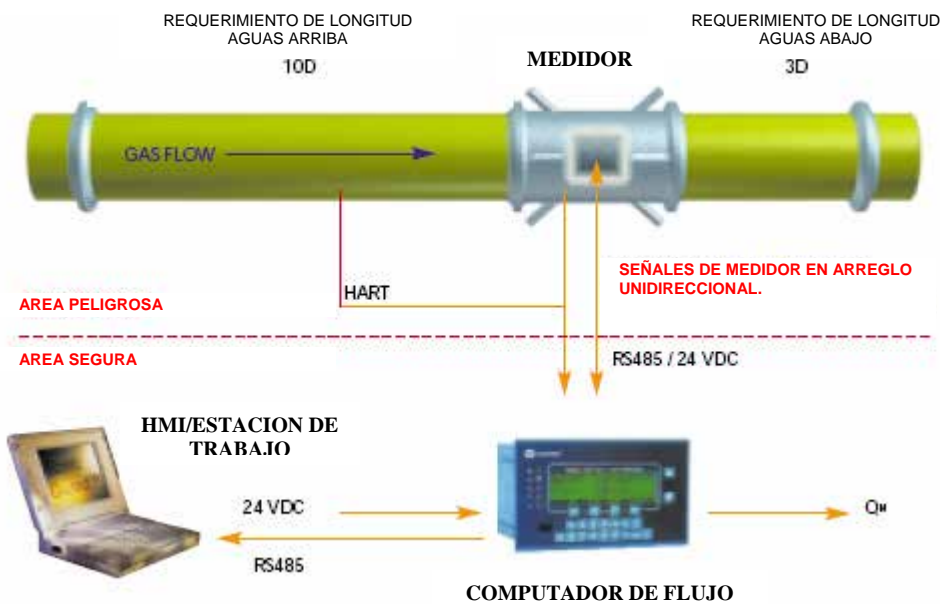 REQUERIMIENTO DE LONGITUD
AGUAS ARRIBA
10D
MEDIDOR
REQUERIMIENTO DE LONGITUD
AGUAS ABAJO
3D
GAS FLOW
HART
SEÑALES DE MEDIDOR EN ARREGLO
UNIDIRECCIONAL.
AREA PELIGROSA
AREA SEGURA
RS485 / 24 VDC
HMI/ESTACION DE
TRABAJO
24 VDC
RS485
QM
COMPUTADOR DE FLUJO